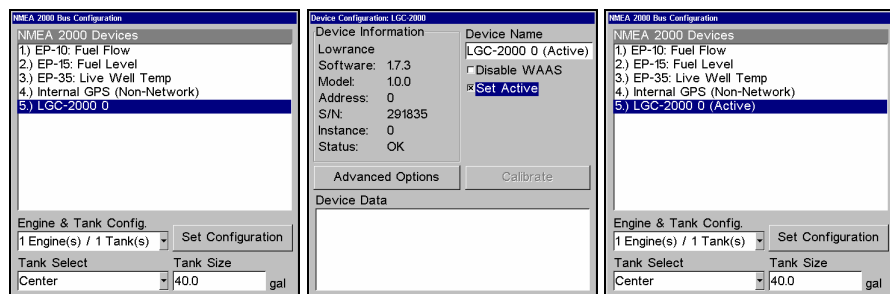 NMEA 2000 Bus Configuration
NMEA 2000 Devices
1.) EP-10: Fuel Flow
2.) EP-15: Fuel Level
3.) EP-35: Live Well Temp
4.) Internal GPS (Non-Network)
5.) LGC-2000 0
Engine & Tank Config.
1 Engine(s) / 1 Tank(s) Set Configuration
Tank Select Tank Size
Center 40.0 gal
Device Configuration: LGC-2000
Device Information Device Name
Lowrance LGC-2000 0 (Active)
Software: 1.7.3 Disable WAAS
Model: 1.0.0 Set Active
Address: 0
S/N: 291835
Instance: 0
Status: OK
Advanced Options Calibrate
Device Data
NMEA 2000 Bus Configuration
NMEA 2000 Devices
1.) EP-10: Fuel Flow
2.) EP-15: Fuel Level
3.) EP-35: Live Well Temp
4.) Internal GPS (Non-Network)
5.) LGC-2000 0 (Active)
Engine & Tank Config.
1 Engine(s) / 1 Tank(s) Set Configuration
Tank Select Tank Size
Center 40.0 gal